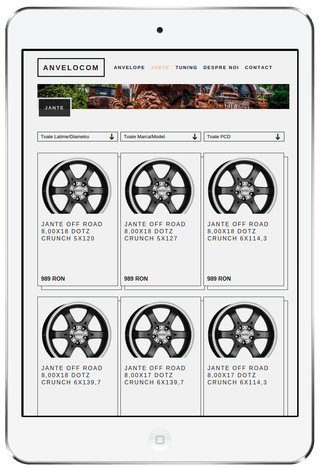 ANVELOCOM
ANVELOPE JANTE TUNING DESPRE NOI CONTACT
JANTE
Toate Latime/Diametru Toate Marca/Model Toate PCD
JANTE OFF ROAD
8,00X18 DOTZ
CRUNCH 5X120
989 RON
JANTE OFF ROAD
8,00X18 DOTZ
CRUNCH 5X127
989 RON
JANTE OFF ROAD
8,00X18 DOTZ
CRUNCH 6X114,3
989 RON
JANTE OFF ROAD
8,00X18 DOTZ
CRUNCH 6X139,7
JANTE OFF ROAD
8,00X17 DOTZ
CRUNCH 6X139,7
JANTE OFF ROAD
8,00X17 DOTZ
CRUNCH 6X114,3